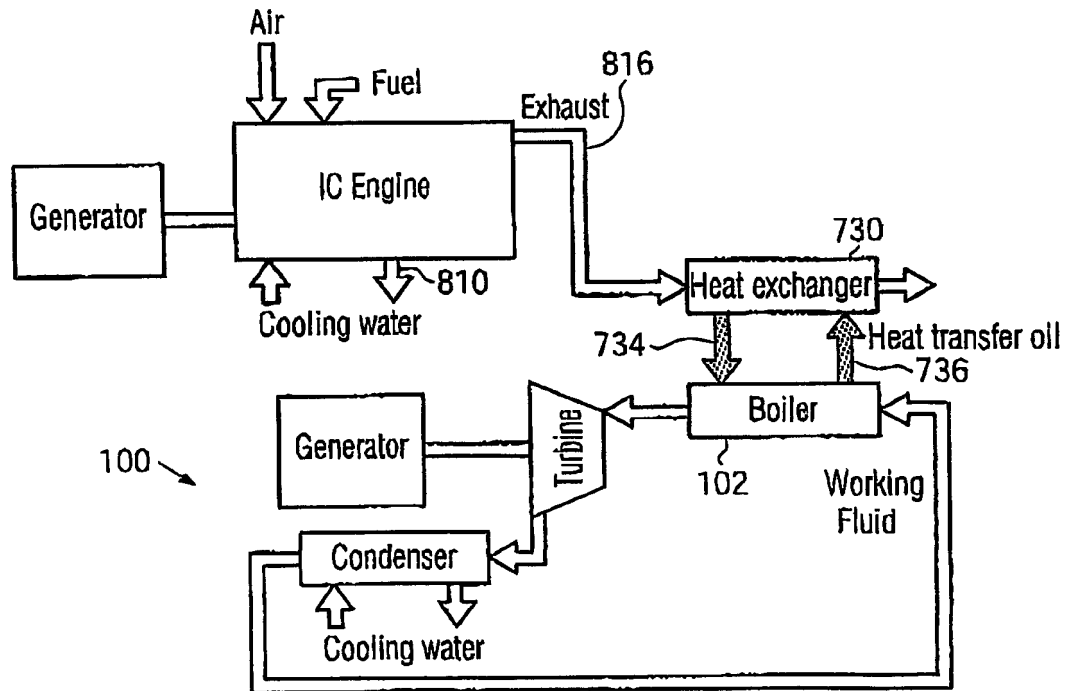 Air
Fuel
816
Exhaust
IC Engine
Generator
730
810
Heat exchanger
Cooling water
734
Heat transfer oil
736
Boiler
Turbine
Generator
100
102
Working
Fluid
Condenser
Cooling water